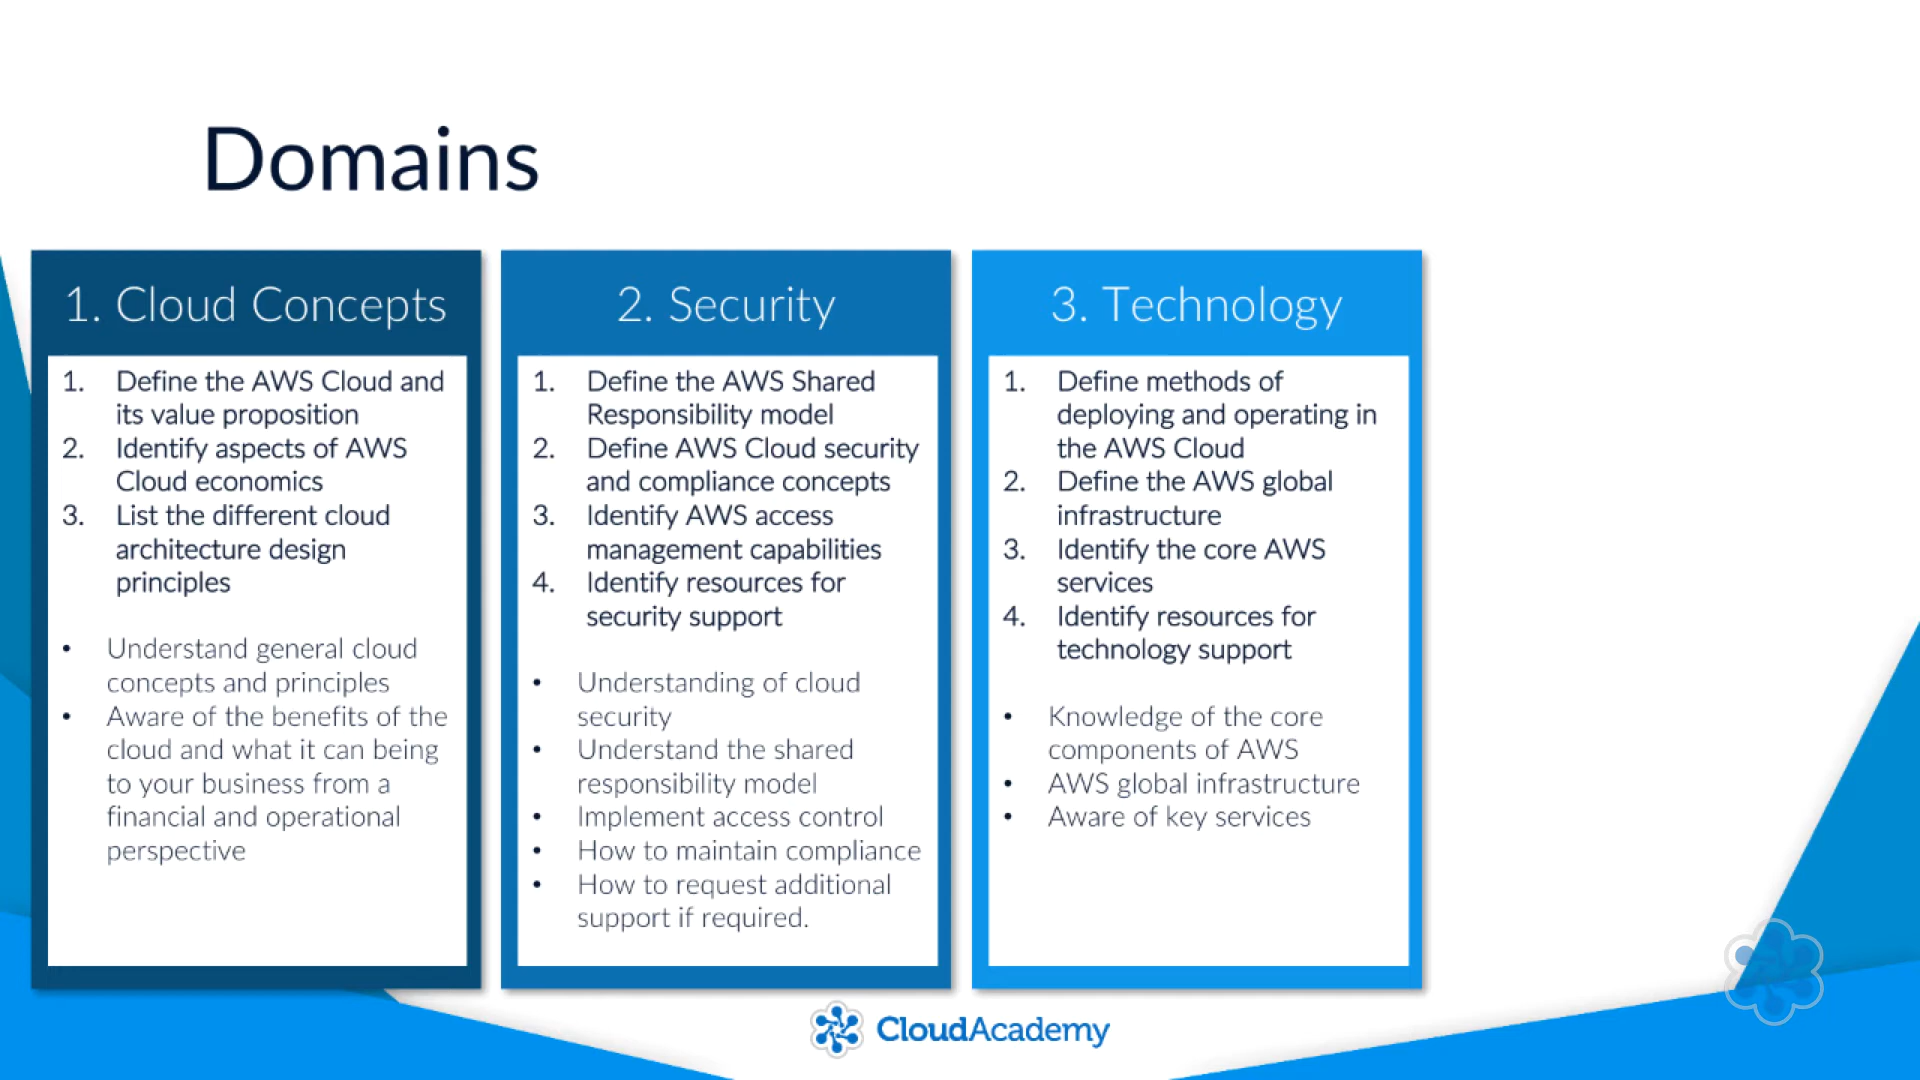 Domains
1. Cloud Concepts
1. Define the AWS Cloud and
its value proposition
2. Identify aspects of AWS
Cloud economics
3. List the different cloud
architecture design
principles
• Understand general cloud
concepts and principles
• Aware of the benefits of the
cloud and what it can being
to your business from a
financial and operational
perspective
2. Security
1. Define the AWS Shared
Responsibility model
2. Define AWS Cloud security
and compliance concepts
3. Identify AWS access
management capabilities
4. Identify resources for
security support
• Understanding of cloud
security
• Understand the shared
responsibility model
• Implement access control
• How to maintain compliance
• How to request additional
support if required.
3. Technology
1. Define methods of
deploying and operating in
the AWS Cloud
2. Define the AWS global
infrastructure
3. Identify the core AWS
services
4. Identify resources for
technology support
• Knowledge of the core
components of AWS
• AWS global infrastructure
• Aware of key services
CloudAcademy